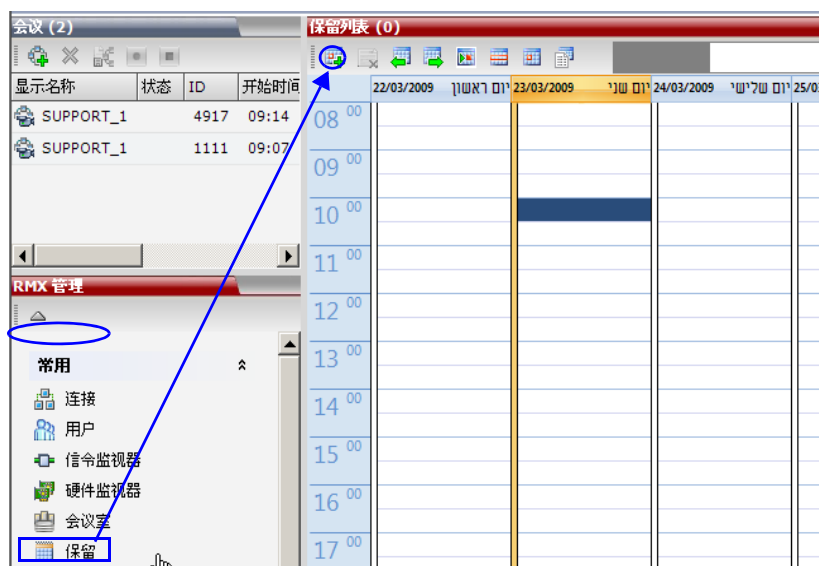 会议 (2)
显示名称 状态 ID 开始时间
SUPPORT_1 4917 09:14
SUPPORT_1 1111 09:07
RMX 管理
常用
连接
用户
信令监视器
硬件监视器
会议室
保留
保留列表 (0)
22/03/2009 יום ראשון 23/03/2009 יום שני 24/03/2009 יום שלישי 25/03
08 00
09 00
10 00
11 00
12 00
13 00
14 00
15 00
16 00
17 00